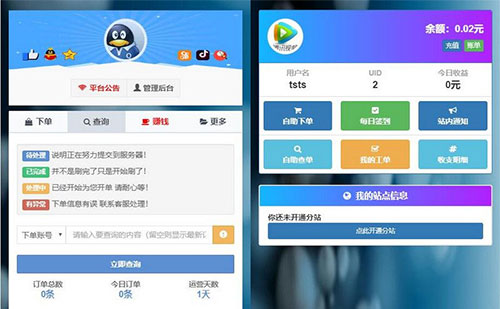 平台公告
管理后台
下单
查询
赚钱
更多
待处理 说明正在努力提交到服务器！
已完成 并不是刷完了只是开始刷了！
处理中 已经开始为您开单 请耐心等！
有异常 下单信息有误 联系客服处理！
下单账号
请输入要查询的内容（留空则显示最新
立即查询
订单总数 今日订单 运营天数
0条 0条 1天
余额：0.02元
腾讯视频
充值 账单
用户名 UID 今日收益
tsts 2 0元
自助下单 每日签到 站内通知
自助查单 我的工单 收支明细
我的站点信息
你还未开通分站
点此开通分站